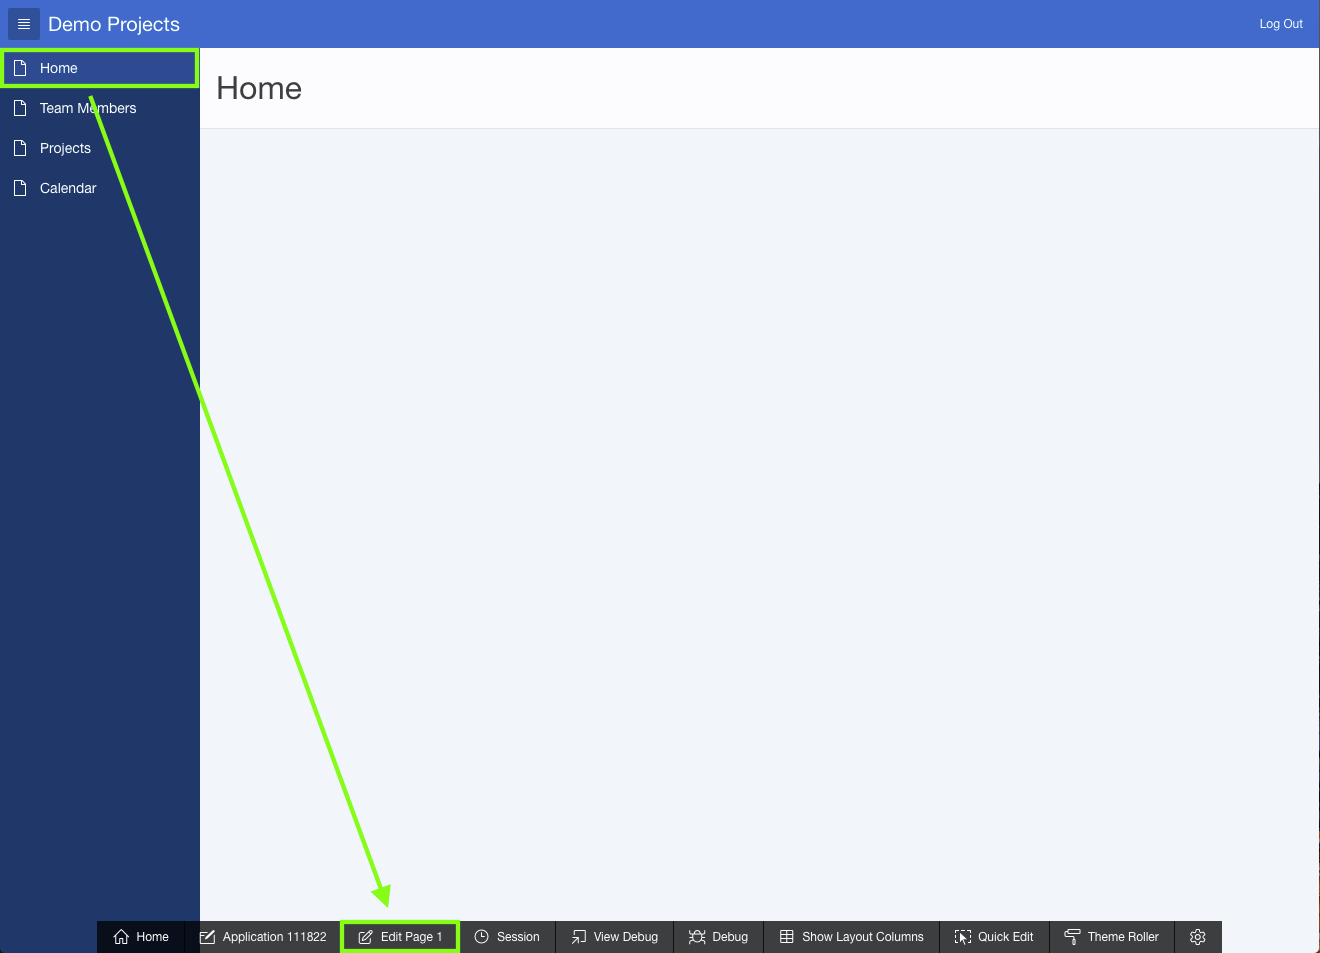 Demo Projects
Log Out
Home
Team Members
Projects
Calendar
Home
Home
Application 111822
Edit Page 1
Session
View Debug
Debug
Show Layout Columns
Quick Edit
Theme Roller